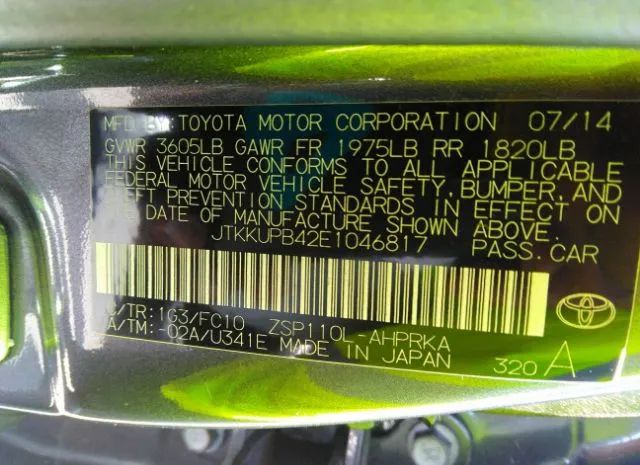 MFD. BY: TOYOTA MOTOR CORPORATION 07/14
GVWR 3605LB GAWR FR 1975LB RR 1820LB
THIS VEHICLE CONFORMS TO ALL APPLICABLE
FEDERAL MOTOR VEHICLE SAFETY, BUMPER, AND
THEFT PREVENTION STANDARDS IN EFFECT ON
THE DATE OF MANUFACTURE SHOWN ABOVE.
JTKKUPB42E1046817 PASS.CAR
C/TR: 1G3/FC10 ZSP110L-AHPRKA
A/TM: -02A/U341E MADE IN JAPAN 320 A
TOYOTA